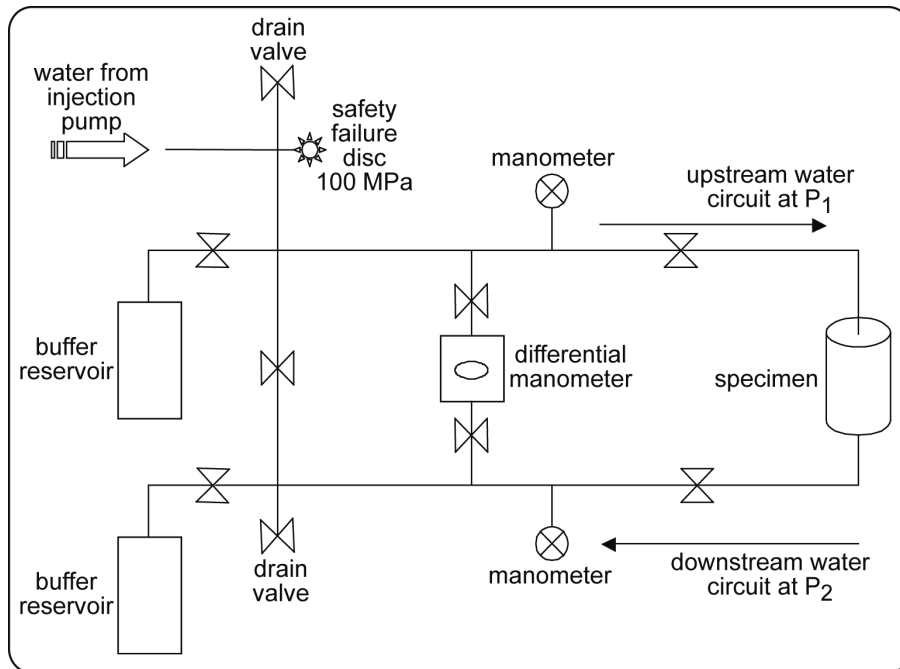 drain
valve
water from
injection
pump
safety
failure
disc
100 MPa
manometer
upstream water
circuit at P1
buffer
reservoir
differential
manometer
specimen
buffer
reservoir
drain
valve
manometer
downstream water
circuit at P2